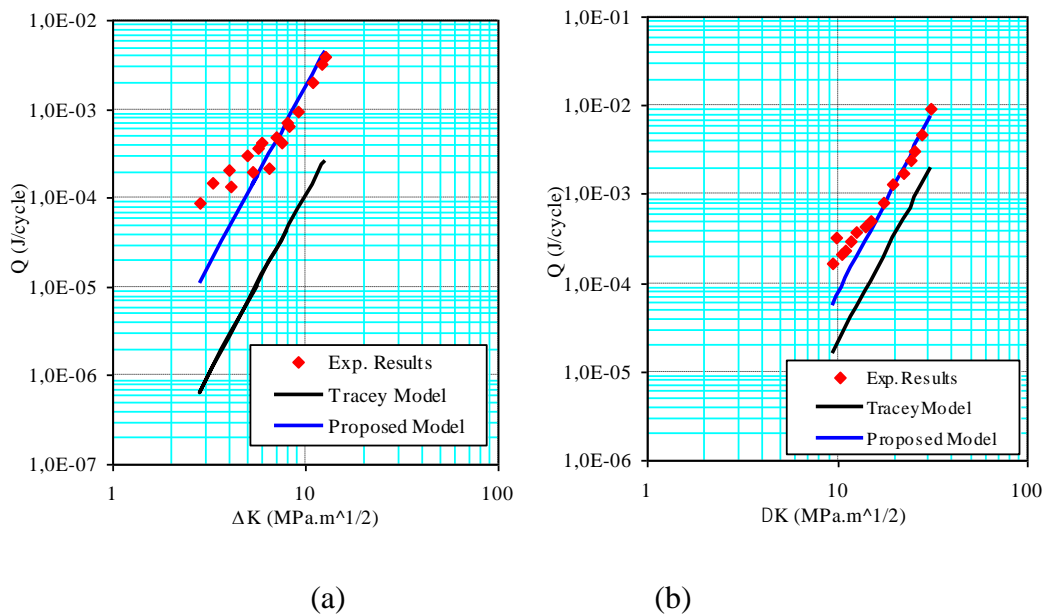 1,0E-02
1,0E-03
1,0E-04
1,0E-05
1,0E-06
1,0E-07
Q (J/cycle)
Exp. Results
Tracey Model
Proposed Model
1
10
100
ΔK (MPa.m^1/2)
(a)
1,0E-01
1,0E-02
1,0E-03
1,0E-04
1,0E-05
1,0E-06
Q (J/cycle)
Exp. Results
Tracey Model
Proposed Model
1
10
100
DK (MPa.m^1/2)
(b)